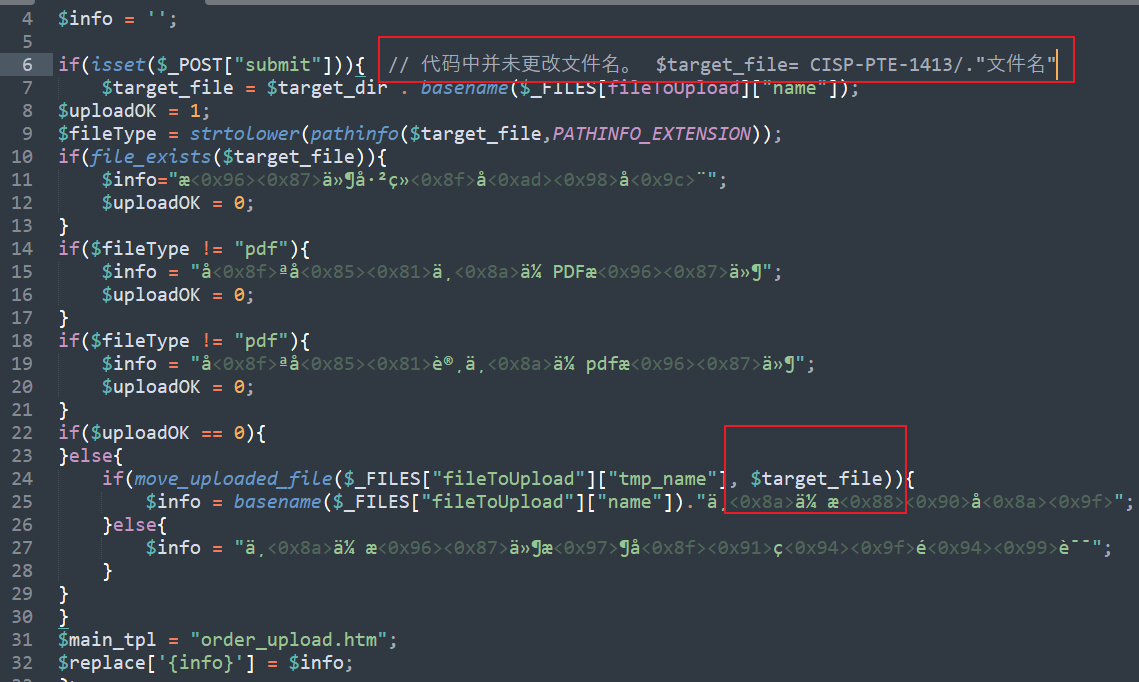 4 $info = '';
5
6 if(isset($_POST["submit"])){ // 代码中并未更改文件名。 $target_file= CISP-PTE-1413/."文件名"
7 $target_file = $target_dir . basename($_FILES[fileToUpload]["name"]);
8 $uploadOK = 1;
9 $fileType = strtolower(pathinfo($target_file,PATHINFO_EXTENSION));
10 if(file_exists($target_file)){
11 $info="æ<0x96><0x87>ä»¶å·²ç»<0x8f>å<0xad><0x98>å<0x9c>¨";
12 $uploadOK = 0;
13 }
14 if($fileType != "pdf"){
15 $info = "å<0x8f>ªå<0x85><0x81>ä¸<0x8a>ä¼ PDFæ<0x96><0x87>ä»¶";
16 $uploadOK = 0;
17 }
18 if($fileType != "pdf"){
19 $info = "å<0x8f>ªå<0x85><0x81>è®¸ä¸<0x8a>ä¼ pdfæ<0x96><0x87>ä»¶";
20 $uploadOK = 0;
21 }
22 if($uploadOK == 0){
23 }else{
24 if(move_uploaded_file($_FILES["fileToUpload"]["tmp_name"], $target_file)){
25 $info = basename($_FILES["fileToUpload"]["name"])."ä¸<0x8a>ä¼ æ<0x88><0x90>å<0x8a><0x9f>";
26 }else{
27 $info = "ä¸<0x8a>ä¼ æ<0x96><0x87>ä»¶æ<0x97>¶å<0x8f><0x91>ç<0x94><0x9f>é<0x94><0x99>è¯¯";
28 }
29 }
30 }
31 $main_tpl = "order_upload.htm";
32 $replace['{info}'] = $info;